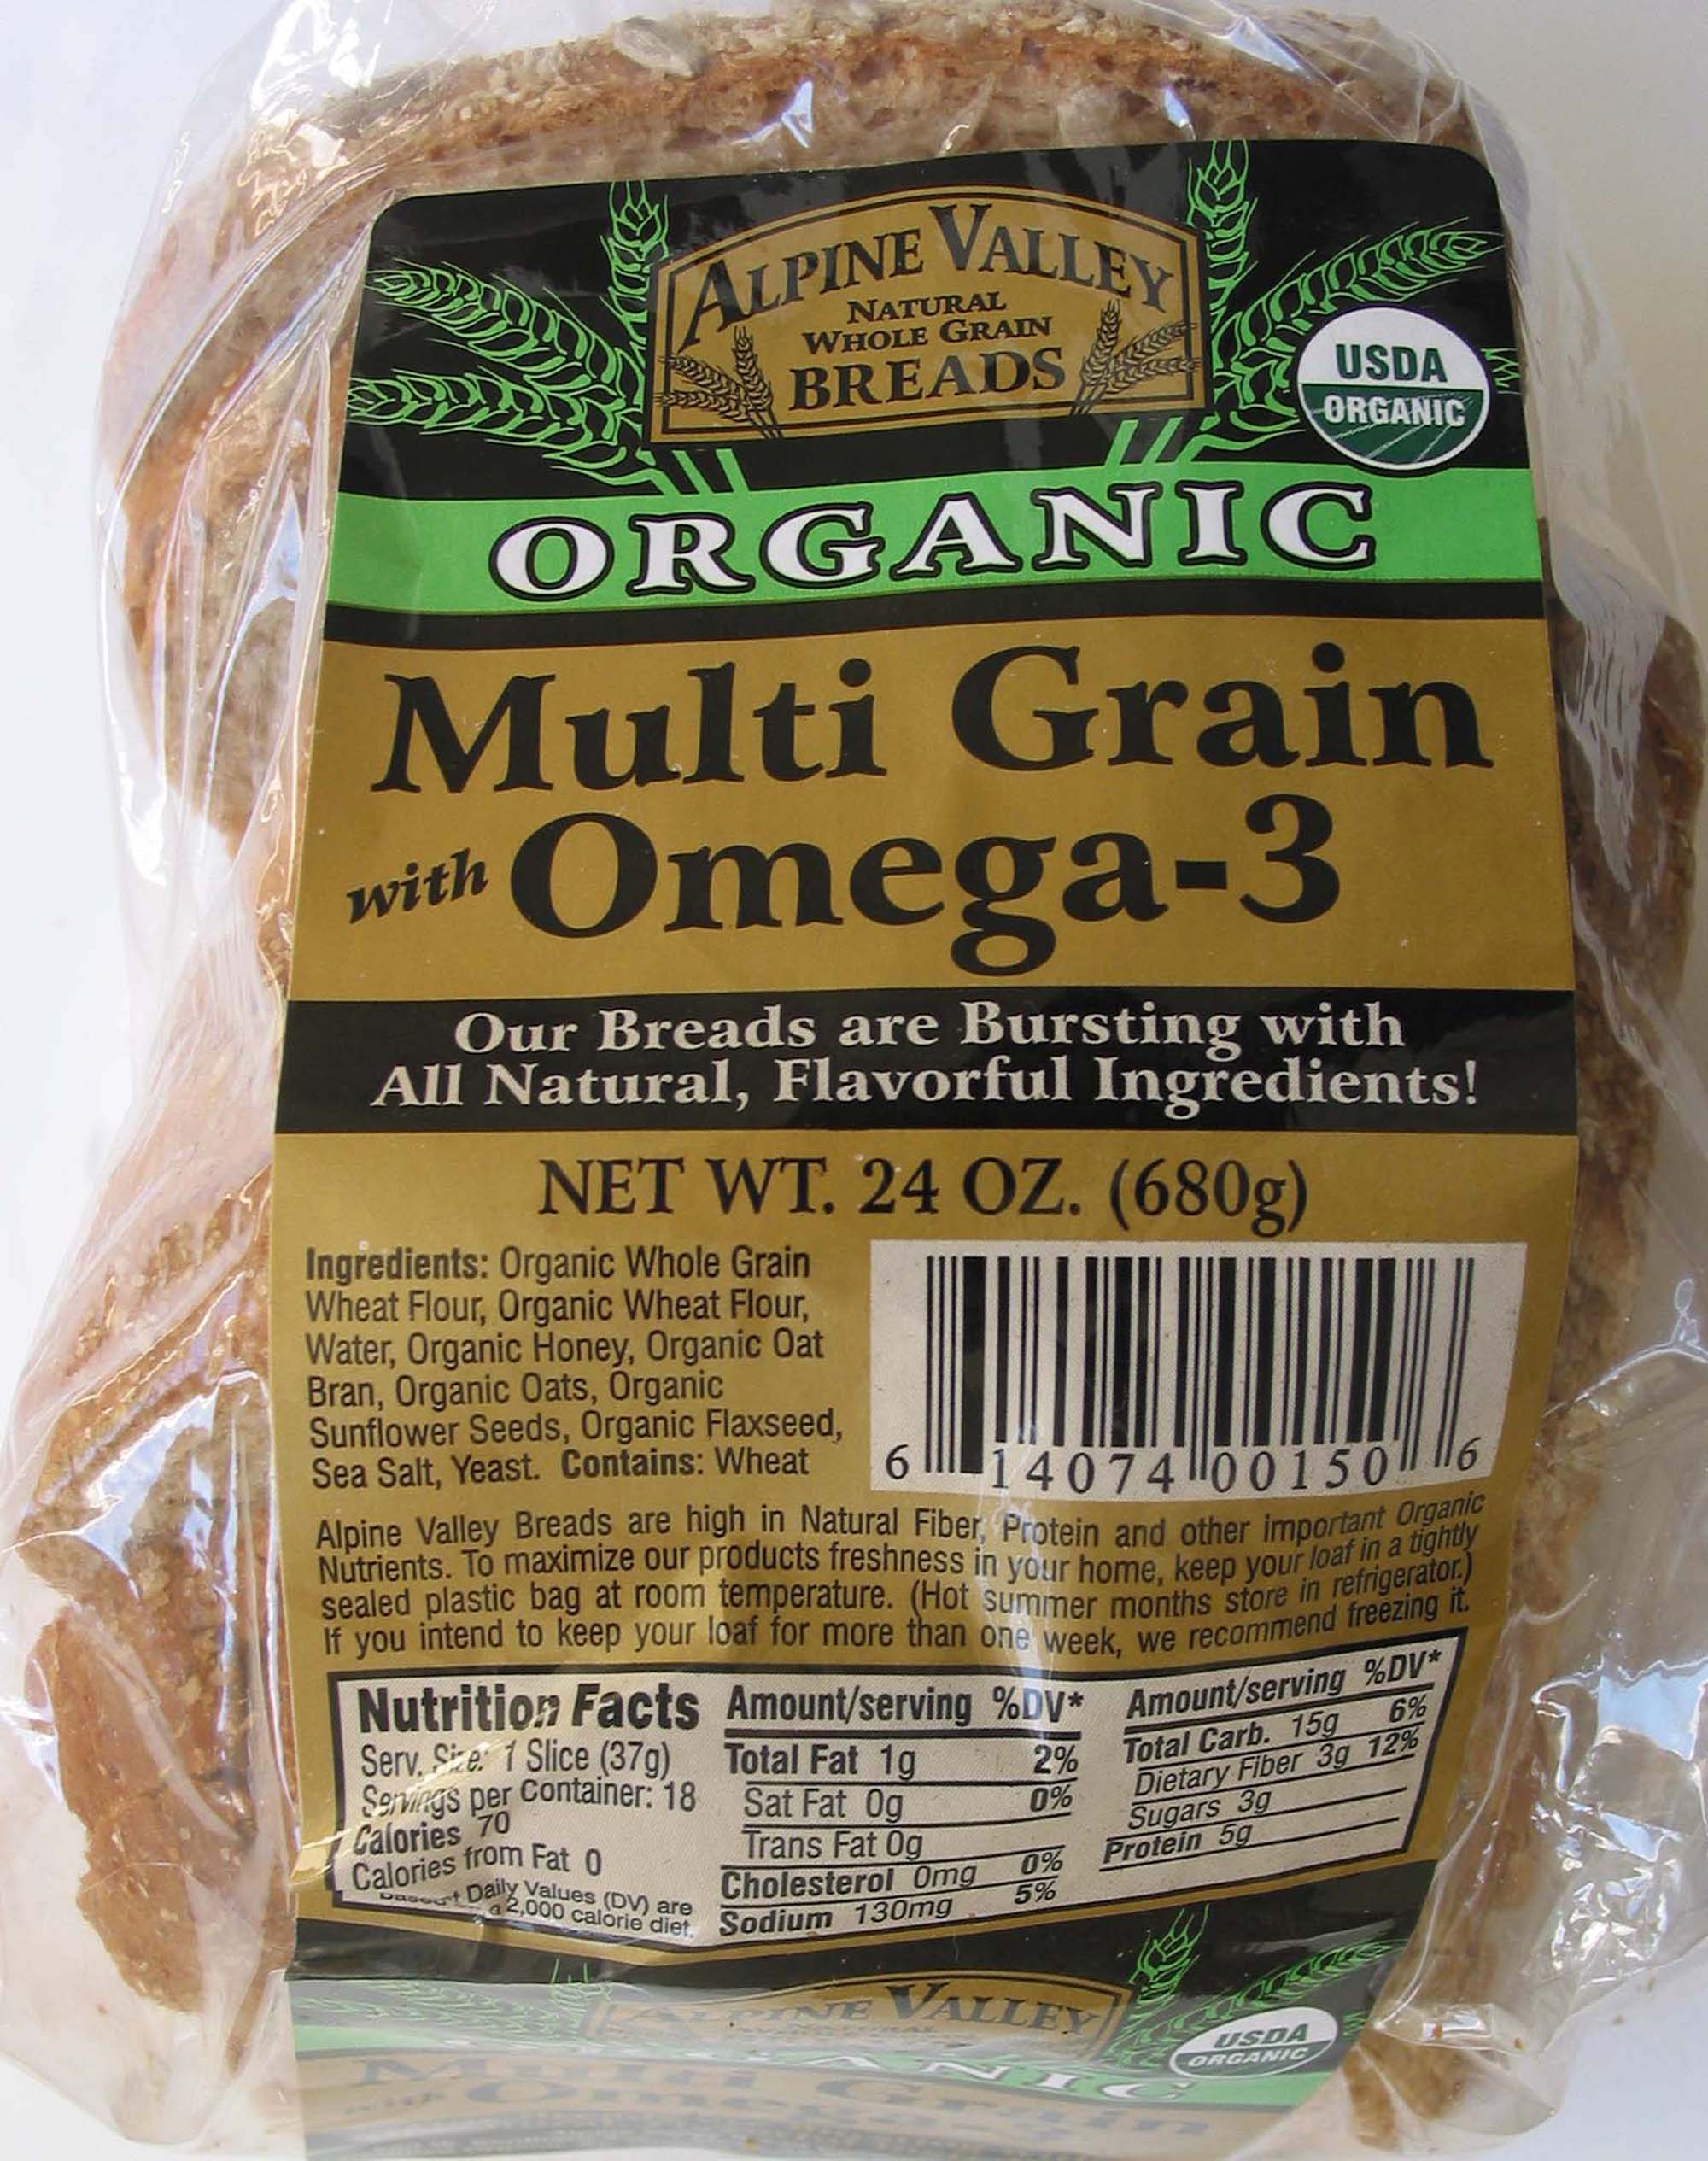 ALPINE VALLEY
NATURAL
WHOLE GRAIN
BREADS
USDA
ORGANIC
ORGANIC
Multi Grain
with Omega-3
Our Breads are Bursting with
All Natural, Flavorful Ingredients!
NET WT. 24 OZ. (680g)
Ingredients: Organic Whole Grain
Wheat Flour, Organic Wheat Flour,
Water, Organic Honey, Organic Oat
Bran, Organic Oats, Organic
Sunflower Seeds, Organic Flaxseed,
Sea Salt, Yeast. Contains: Wheat
6 14074 00150 6
Alpine Valley Breads are high in Natural Fiber, Protein and other important Organic
Nutrients. To maximize our products freshness in your home, keep your loaf in a tightly
sealed plastic bag at room temperature. (Hot summer months store in refrigerator.)
If you intend to keep your loaf for more than one week, we recommend freezing it.
Nutrition Facts
Serv. Size: 1 Slice (37g)
Servings per Container: 18
Calories 70
Calories from Fat 0
Daily Values (DV) are
2,000 calorie diet.
Amount/serving %DV*
Total Fat 1g 2%
Sat Fat 0g 0%
Trans Fat 0g
Cholesterol 0mg 0%
Sodium 130mg 5%
Amount/serving %DV*
Total Carb. 15g 6%
Dietary Fiber 3g 12%
Sugars 3g
Protein 5g
ALPINE VALLEY
USDA
ORGANIC
ORGANIC
Multi Grain
with Omega